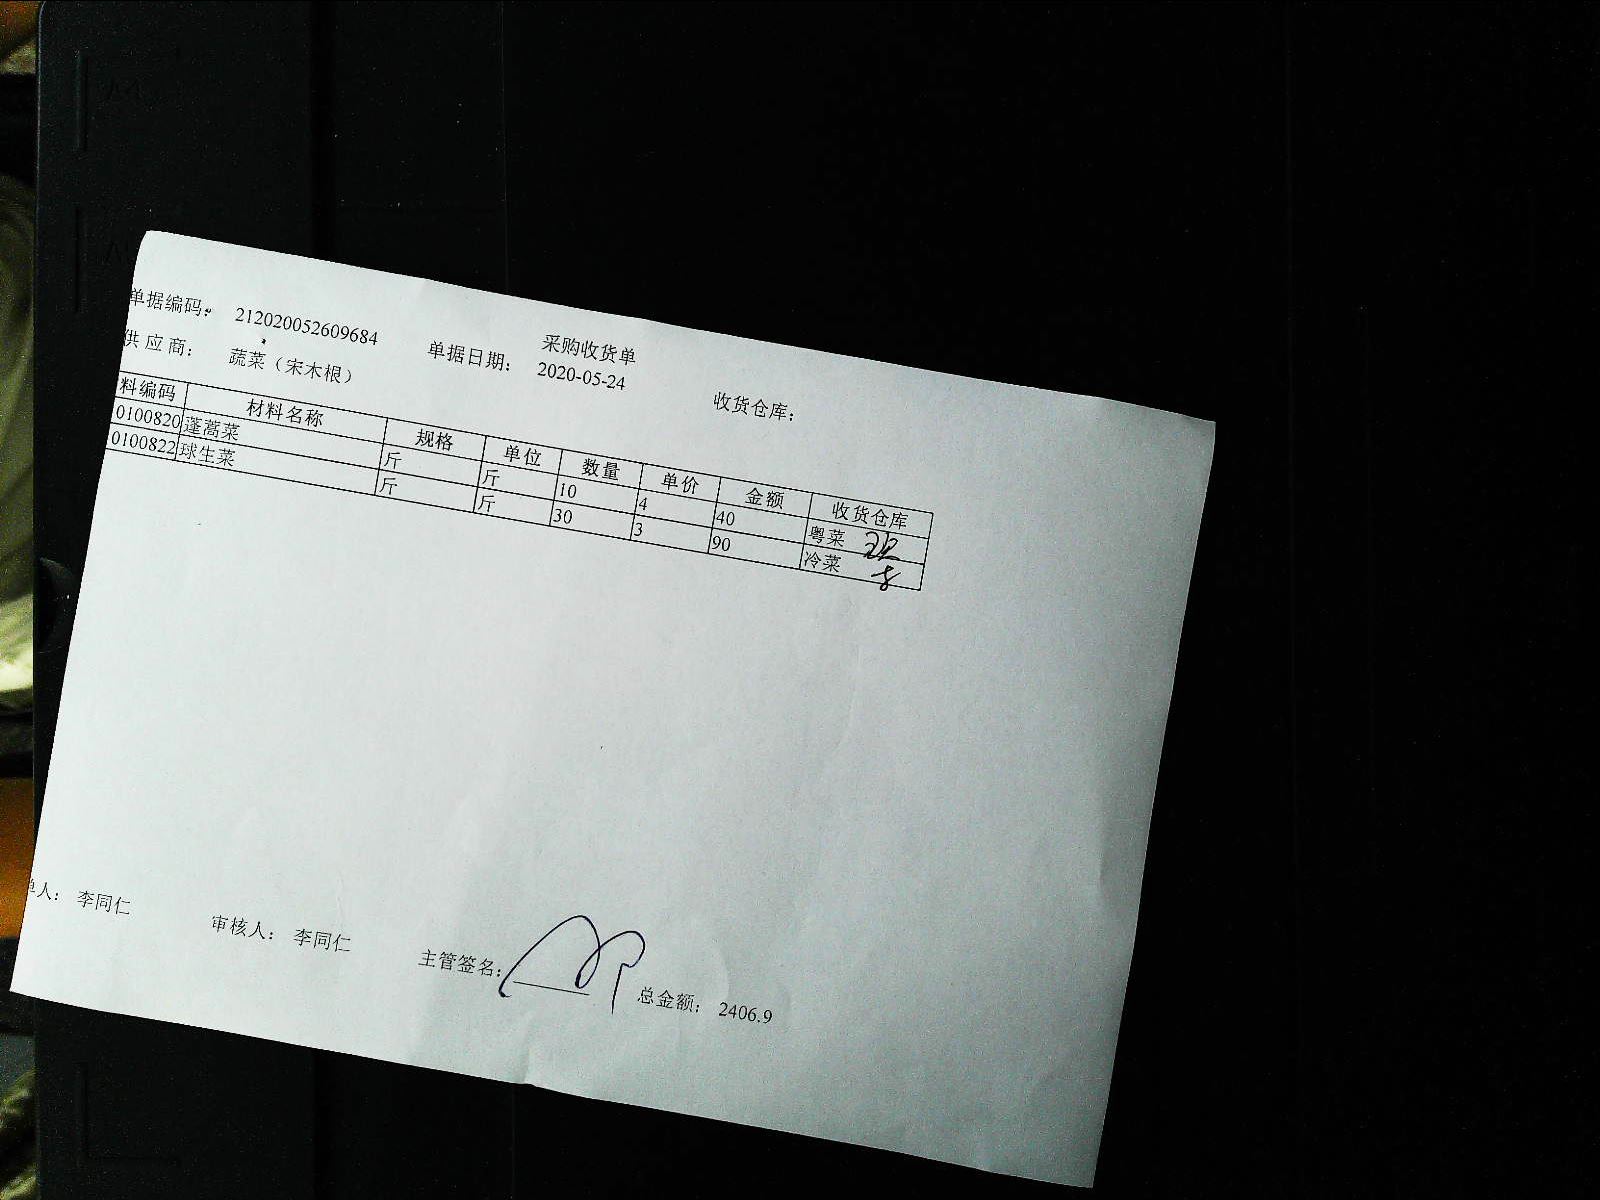 采购收货单
单据编码： 212020052609684 单据日期： 2020-05-24 收货仓库：
供应商： 蔬菜（宋木根）
料编码 材料名称 规格 单位 数量 单价 金额 收货仓库
0100820 蓬蒿菜 斤 斤 10 4 40 粤菜
0100822 球生菜 斤 斤 30 3 90 冷菜
单人： 李同仁 审核人： 李同仁 主管签名： 总金额： 2406.9